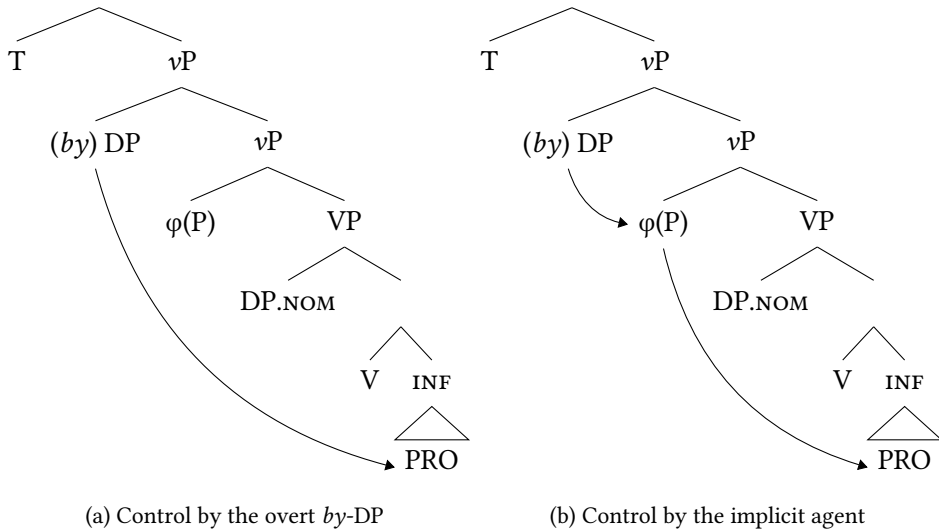 T vP T vP
(by) DP vP (by) DP vP
φ(P) VP φ(P) VP
DP.NOM DP.NOM
V INF V INF
PRO PRO
(a) Control by the overt by-DP (b) Control by the implicit agent